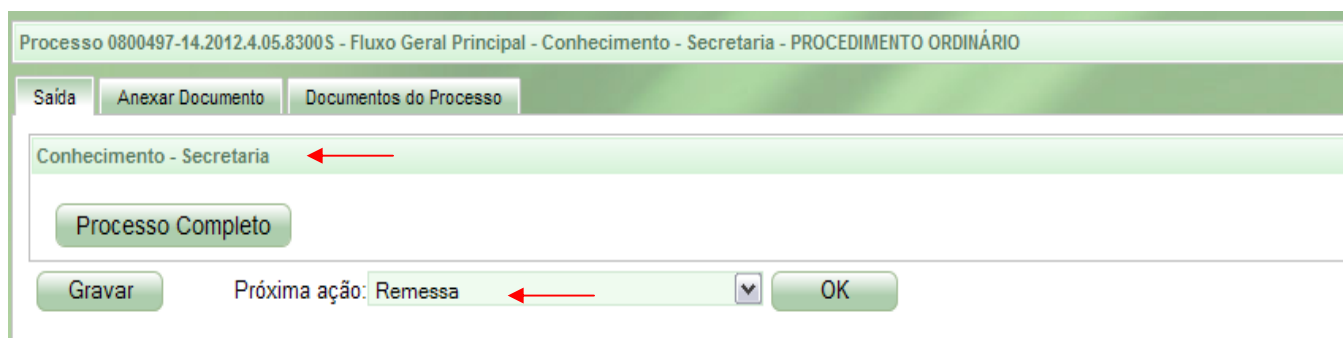 Processo 0800497-14.2012.4.05.8300S - Fluxo Geral Principal - Conhecimento - Secretaria - PROCEDIMENTO ORDINÁRIO
Saída Anexar Documento Documentos do Processo
Conhecimento - Secretaria
Processo Completo
Gravar Próxima ação: Remessa OK